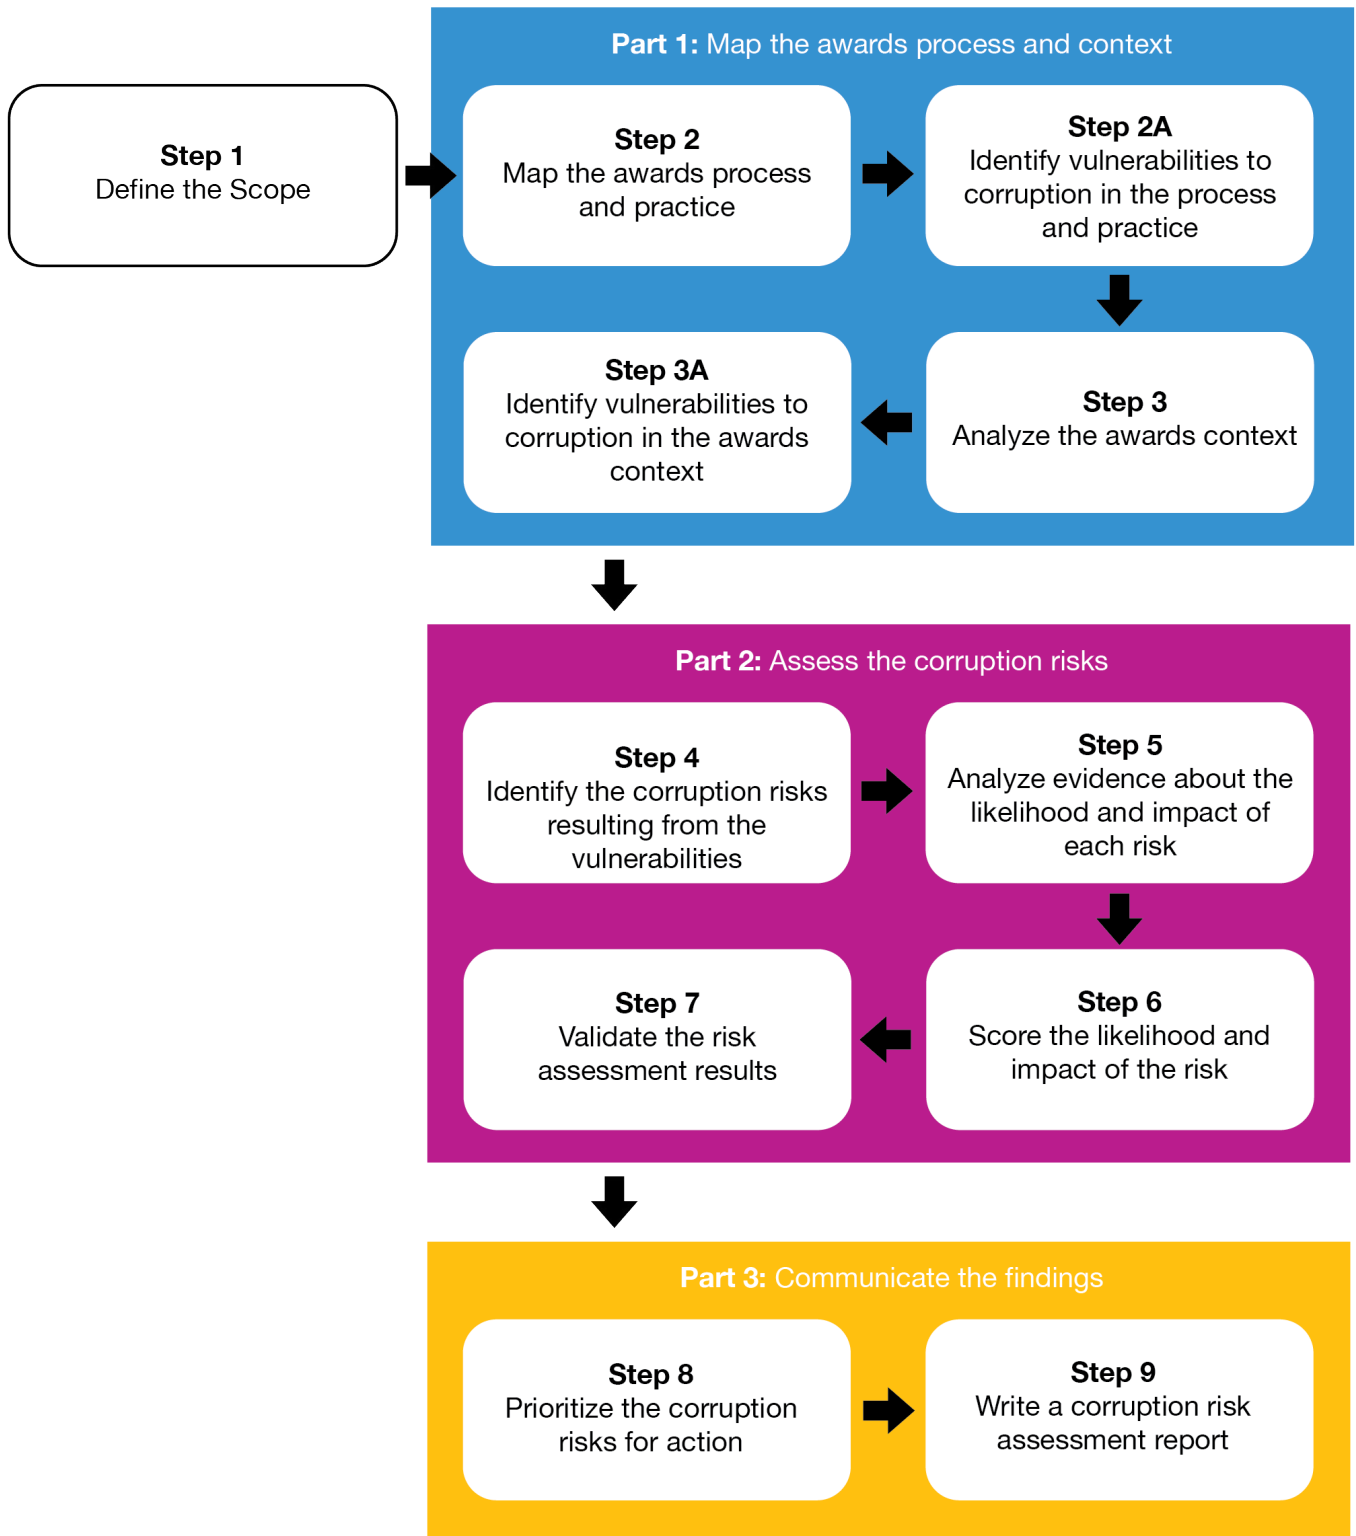 Part 1: Map the awards process and context
Step 1
Define the Scope
Step 2
Map the awards process
and practice
Step 2A
Identify vulnerabilities to
corruption in the process
and practice
Step 3
Analyze the awards context
Step 3A
Identify vulnerabilities to
corruption in the awards
context
Part 2: Assess the corruption risks
Step 4
Identify the corruption risks
resulting from the
vulnerabilities
Step 5
Analyze evidence about the
likelihood and impact of
each risk
Step 6
Score the likelihood and
impact of the risk
Step 7
Validate the risk
assessment results
Part 3: Communicate the findings
Step 8
Prioritize the corruption
risks for action
Step 9
Write a corruption risk
assessment report